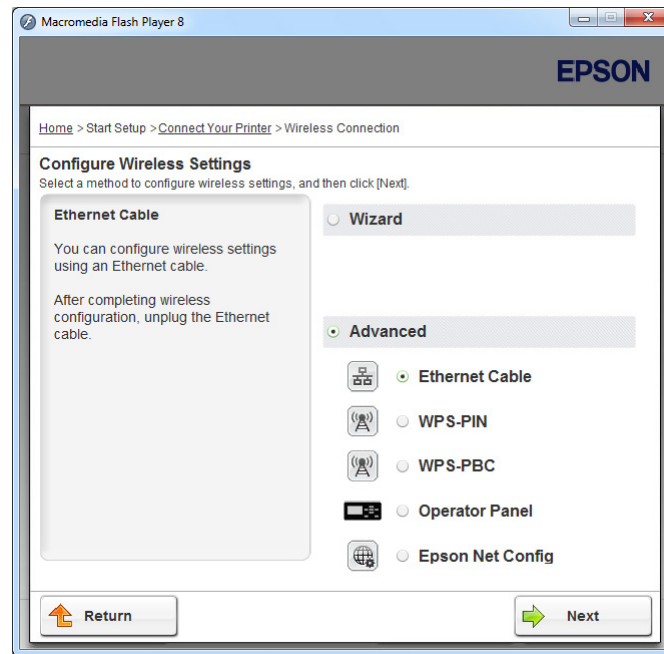 Macromedia Flash Player 8
EPSON
Home > Start Setup > Connect Your Printer > Wireless Connection
Configure Wireless Settings
Select a method to configure wireless settings, and then click [Next].
Ethernet Cable
You can configure wireless settings
using an Ethernet cable.
After completing wireless
configuration, unplug the Ethernet
cable.
Wizard
Advanced
Ethernet Cable
WPS-PIN
WPS-PBC
Operator Panel
Epson Net Config
Return
Next